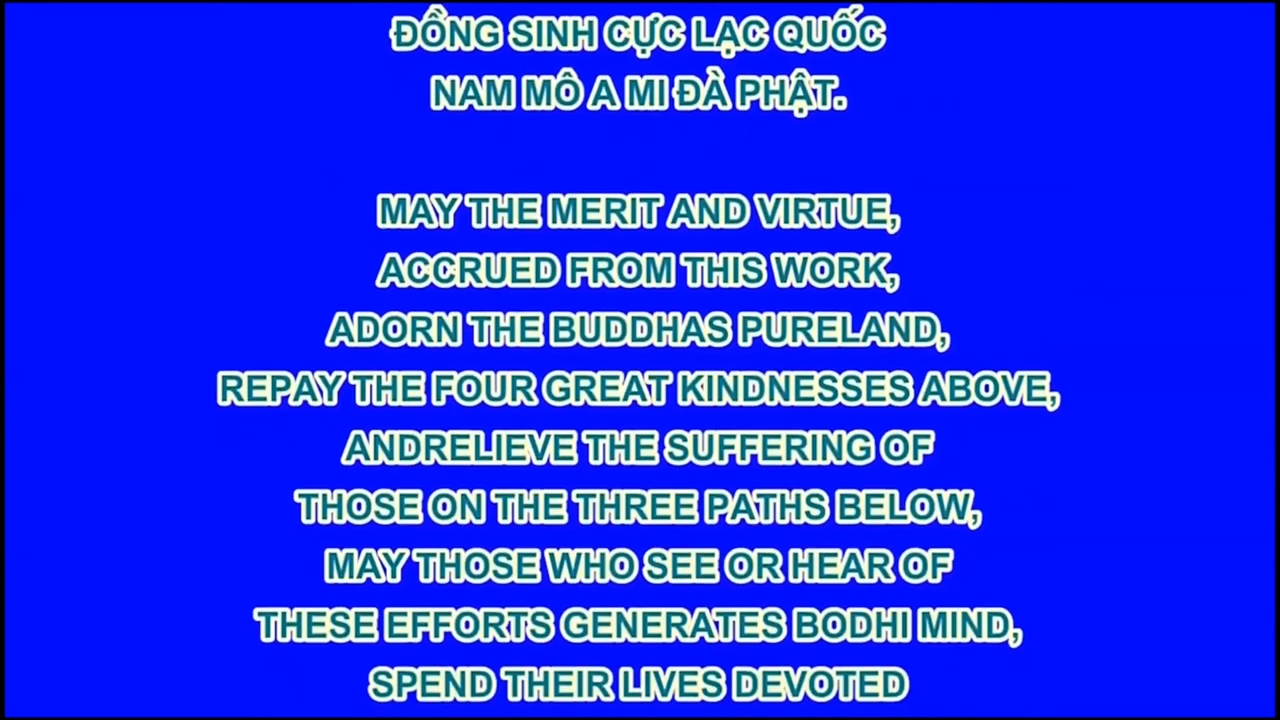 ĐỒNG SINH CỰC LẠC QUỐC
NAM MÔ A MI ĐÀ PHẬT.
MAY THE MERIT AND VIRTUE,
ACCRUED FROM THIS WORK,
ADORN THE BUDDHAS PURELAND,
REPAY THE FOUR GREAT KINDNESSES ABOVE,
ANDRELIEVE THE SUFFERING OF
THOSE ON THE THREE PATHS BELOW,
MAY THOSE WHO SEE OR HEAR OF
THESE EFFORTS GENERATES BODHI MIND,
SPEND THEIR LIVES DEVOTED